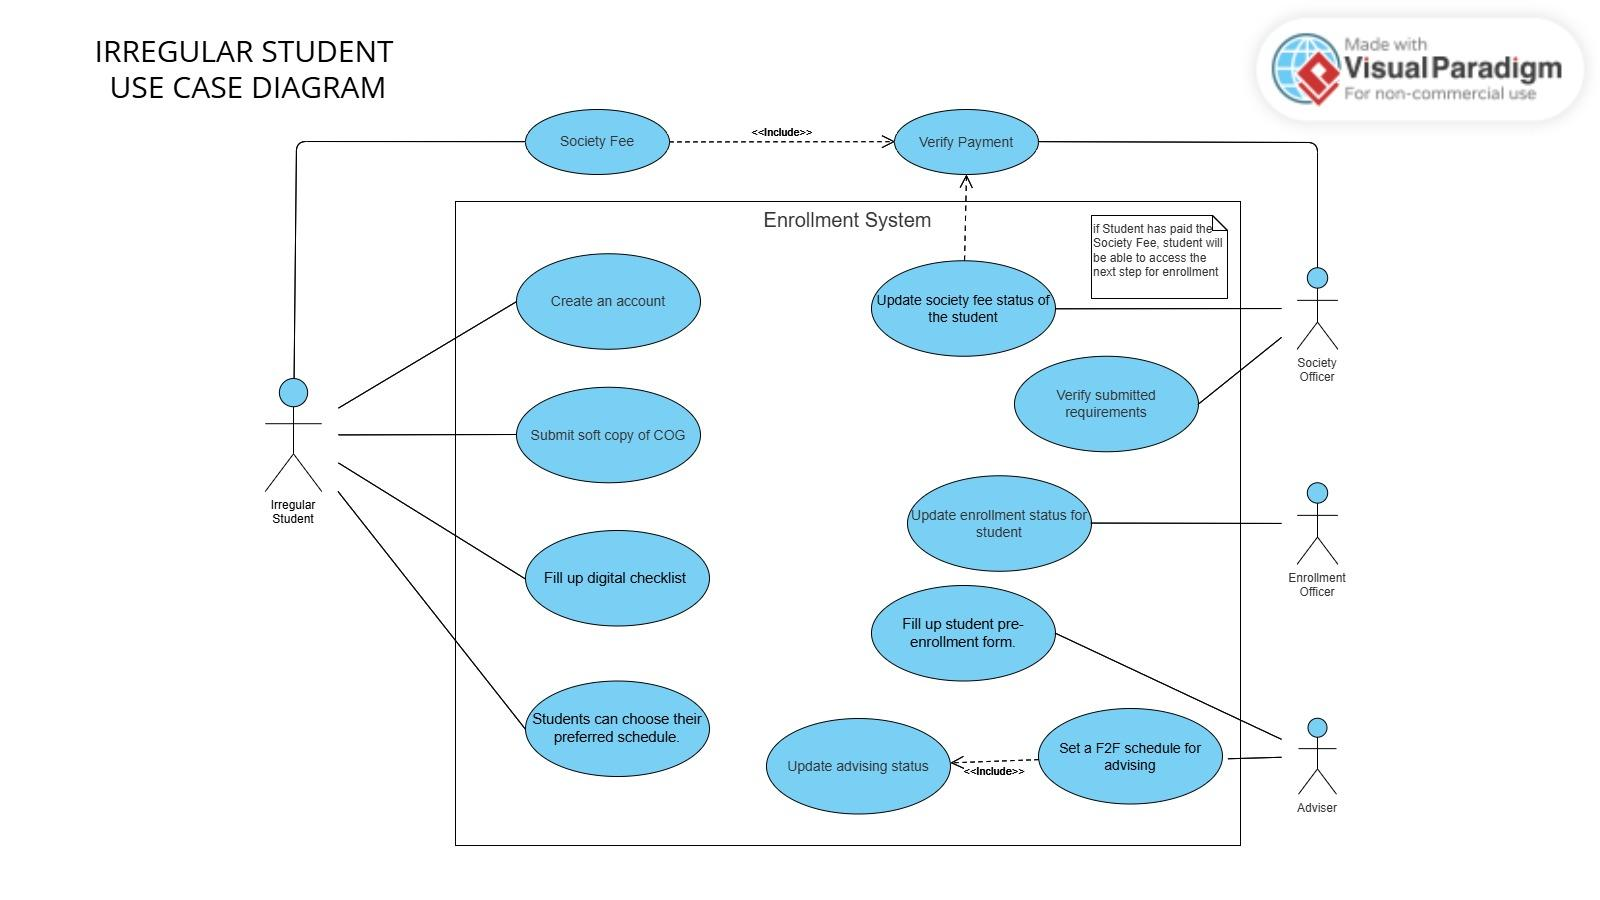 IRREGULAR STUDENT
USE CASE DIAGRAM
Made with
Visual Paradigm
For non-commercial use
Society Fee
<<Include>>
Verify Payment
Enrollment System
if Student has paid the
Society Fee, student will
be able to access the
next step for enrollment
Create an account
Update society fee status of
the student
Society
Officer
Verify submitted
requirements
Submit soft copy of COG
Irregular
Student
Update enrollment status for
student
Enrollment
Officer
Fill up digital checklist
Fill up student pre-
enrollment form.
Students can choose their
preferred schedule.
Update advising status
<<Include>>
Set a F2F schedule for
advising
Adviser